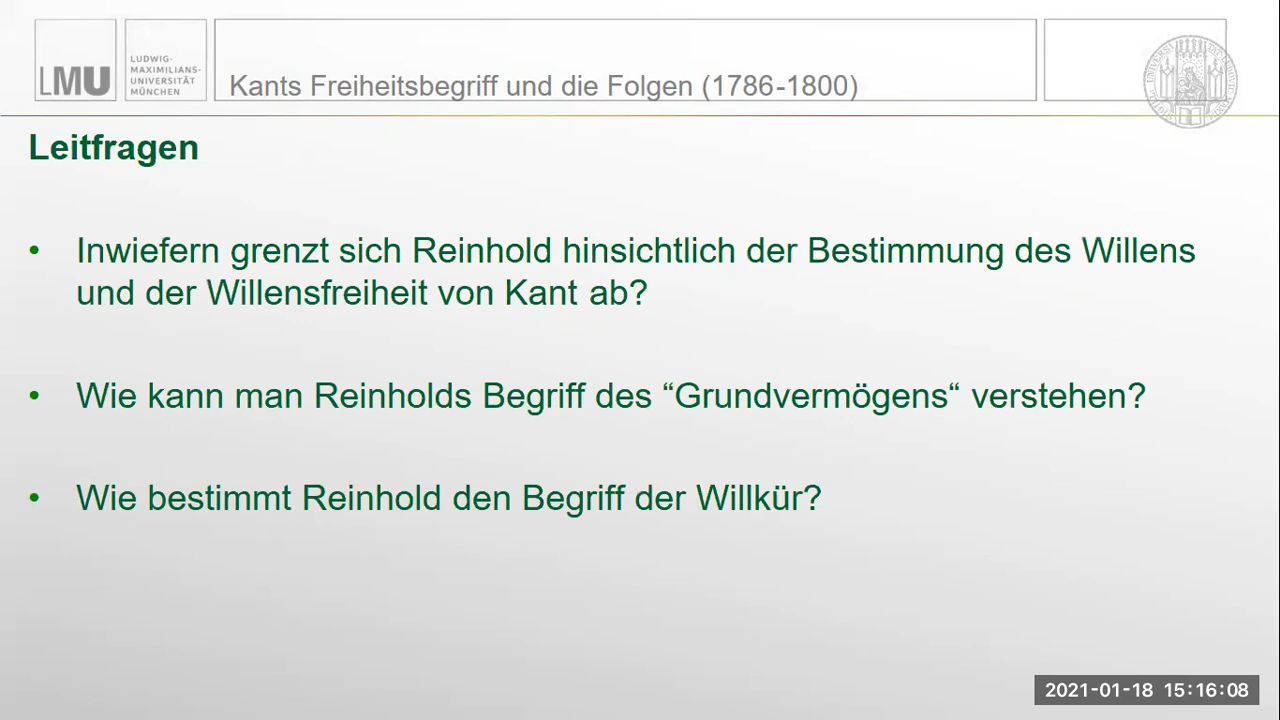 LMU
LUDWIG-
MAXIMILIANS-
UNIVERSITÄT
MÜNCHEN
Kants Freiheitsbegriff und die Folgen (1786-1800)
Leitfragen
• Inwiefern grenzt sich Reinhold hinsichtlich der Bestimmung des Willens
und der Willensfreiheit von Kant ab?
• Wie kann man Reinholds Begriff des “Grundvermögens“ verstehen?
• Wie bestimmt Reinhold den Begriff der Willkür?
2021-01-18 15:16:08